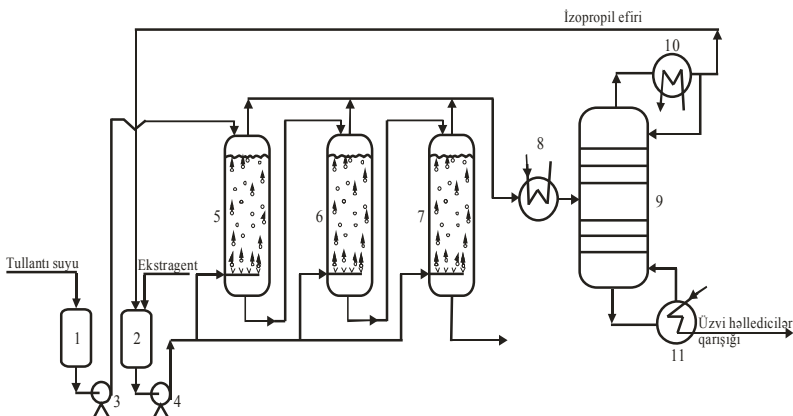 İzopropil efiri
10
8
5
6
7
9
Tullantı suyu
Ekstragent
1
2
3
4
Üzvi həlledicilər
qarışığı
11